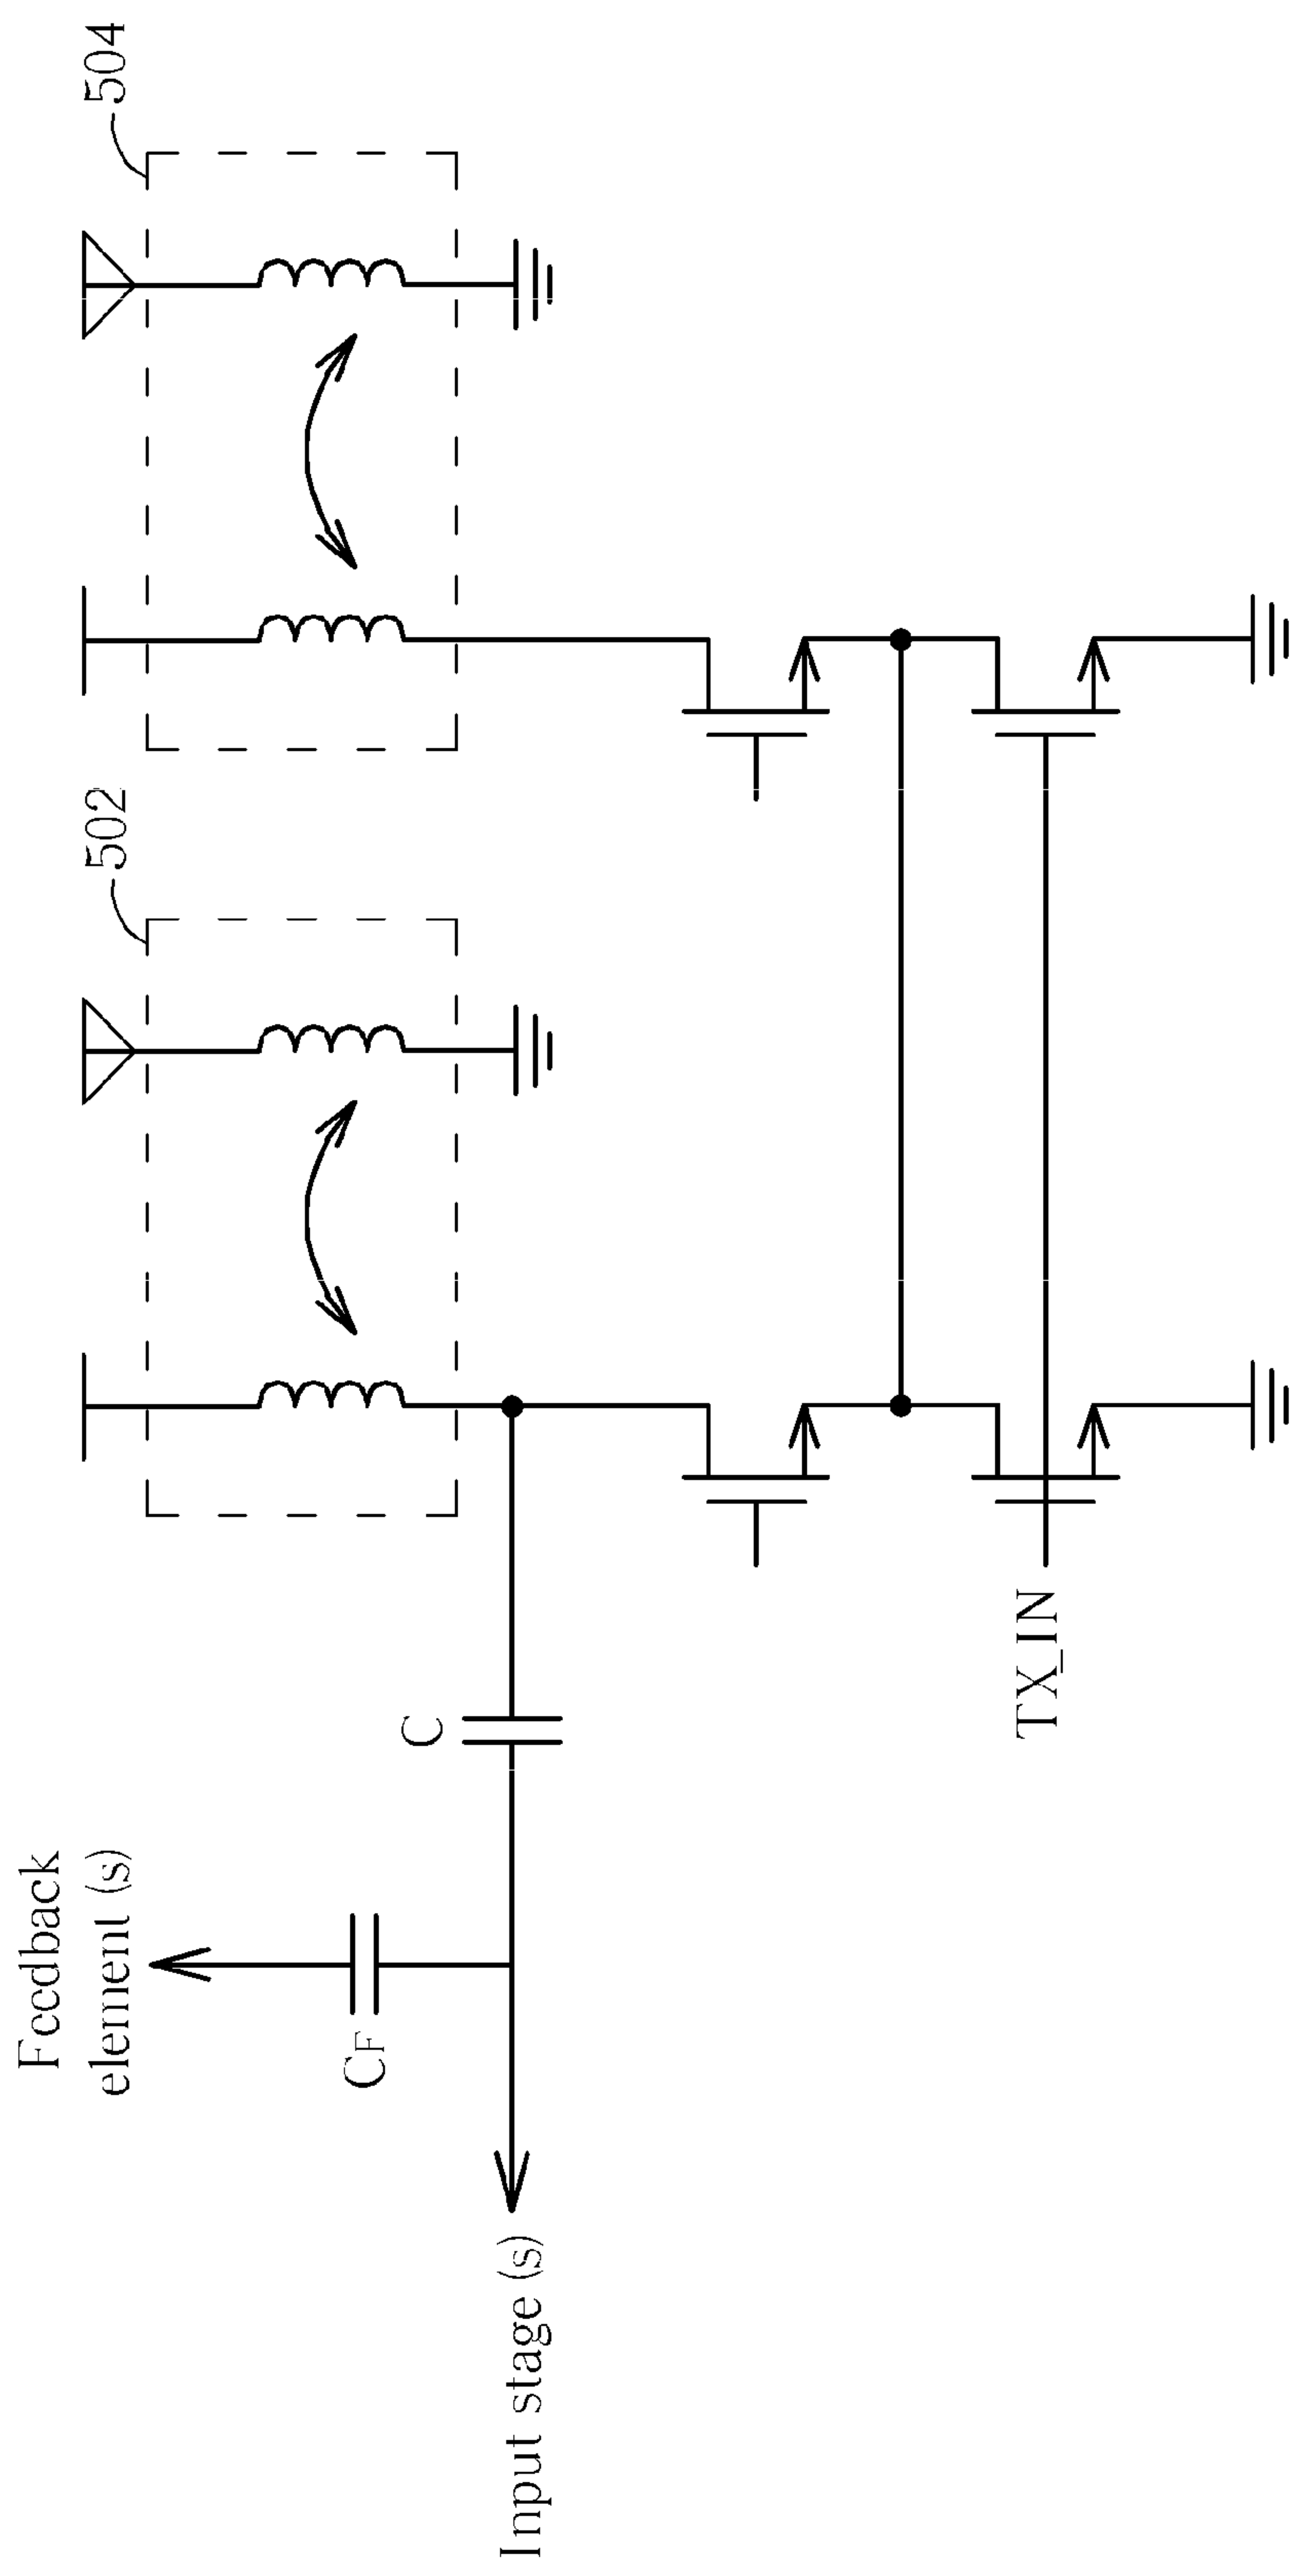 Feedback
element (s)
CF
C
Input stage (s)
TX_IN
502
504